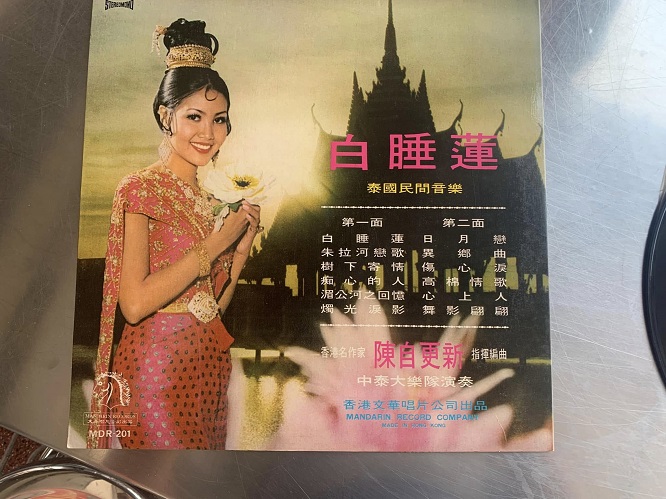 STEREOMONO
白睡蓮
泰國民間音樂
第一面 第二面
白睡蓮 日月戀
朱拉河戀歌 異鄉曲
樹下寄情 傷心淚
痴心的人 高棉情歌
湄公河之回憶 心上人
燭光淚影 舞影翩翩
香港名作家 陳自更新 指揮編曲
中泰大樂隊演奏
香港文華唱片公司出品
MANDARIN RECORD COMPANY
MADE IN HONG KONG
MANDARIN RECORDS
MDR-201